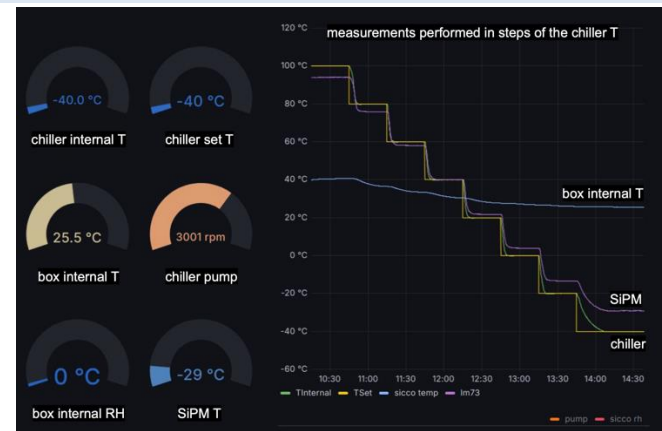 -40.0 °C
-40 °C
chiller internal T
chiller set T
25.5 °C
3001 rpm
box internal T
chiller pump
0 °C
-29 °C
box internal RH
SiPM T
measurements performed in steps of the chiller T
120 °C
100 °C
80 °C
60 °C
40 °C
20 °C
0 °C
-20 °C
-40 °C
-60 °C
box internal T
SiPM
chiller
10:30 11:00 11:30 12:00 12:30 13:00 13:30 14:00 14:30
TInternal TSet sicco temp lm73
pump sicco rh